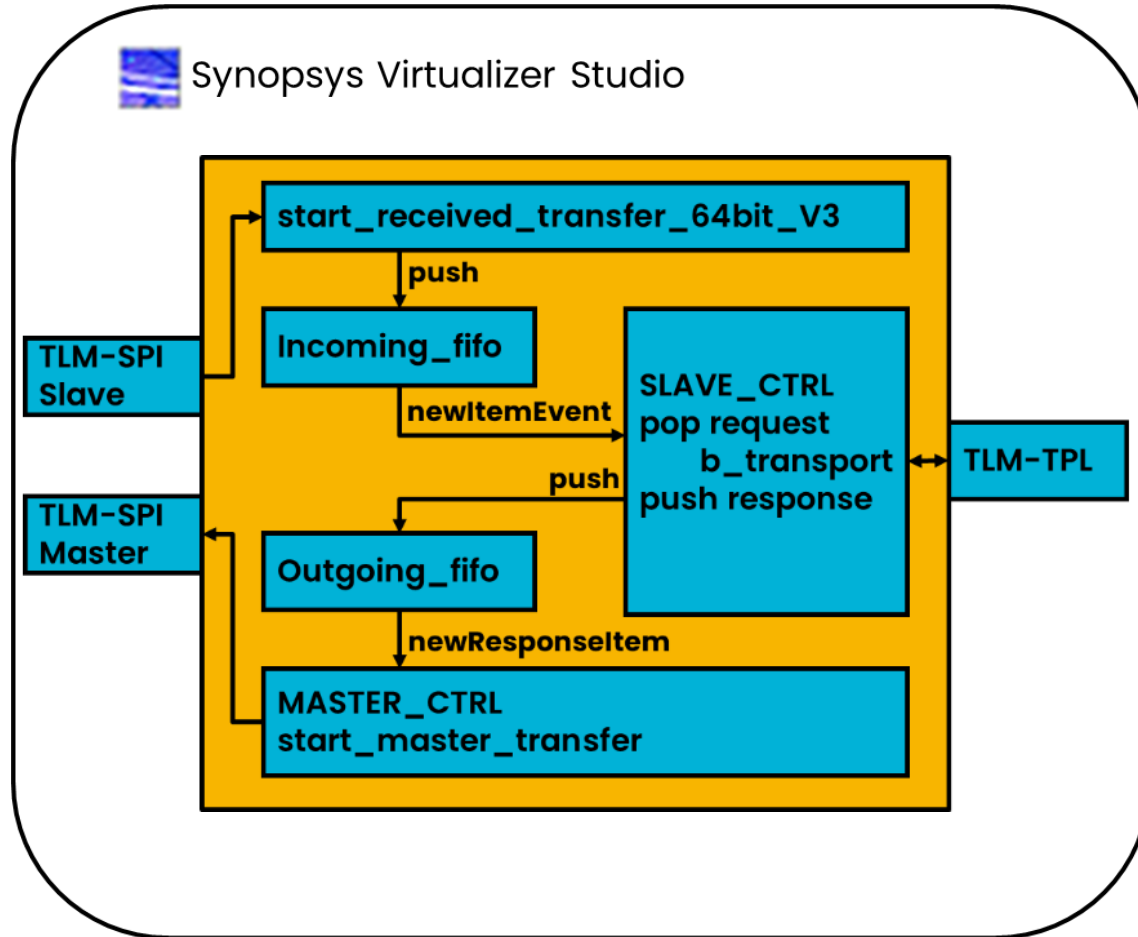 Synopsys Virtualizer Studio
start_received_transfer_64bit_V3
push
Incoming_fifo
TLM-SPI
Slave
newItemEvent
SLAVE_CTRL
pop request
b_transport
push response
TLM-TPL
push
TLM-SPI
Master
Outgoing_fifo
newResponseItem
MASTER_CTRL
start_master_transfer